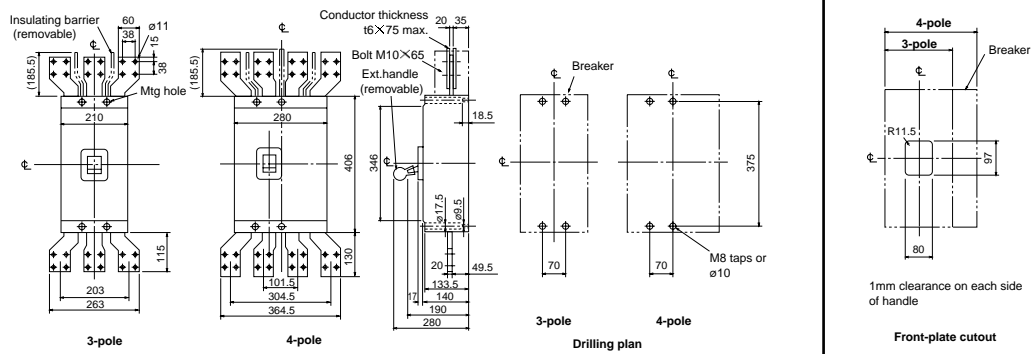 Insulating barrier
(removable)
60
38
ø11
15
38
(185.5)
℄
Mtg hole
210
℄
115
203
263
3-pole
(185.5)
℄
280
406
130
101.5
304.5
364.5
4-pole
Conductor thickness
t6×75 max.
Bolt M10×65
Ext.handle
(removable)
20
35
18.5
346
℄
ø17.5
ø9.5
20
49.5
133.5
17
140
190
280
Breaker
℄
℄
70
3-pole
℄
375
70
M8 taps or
ø10
4-pole
Drilling plan
4-pole
3-pole
Breaker
℄
R11.5
℄
97
80
1mm clearance on each side
of handle
Front-plate cutout